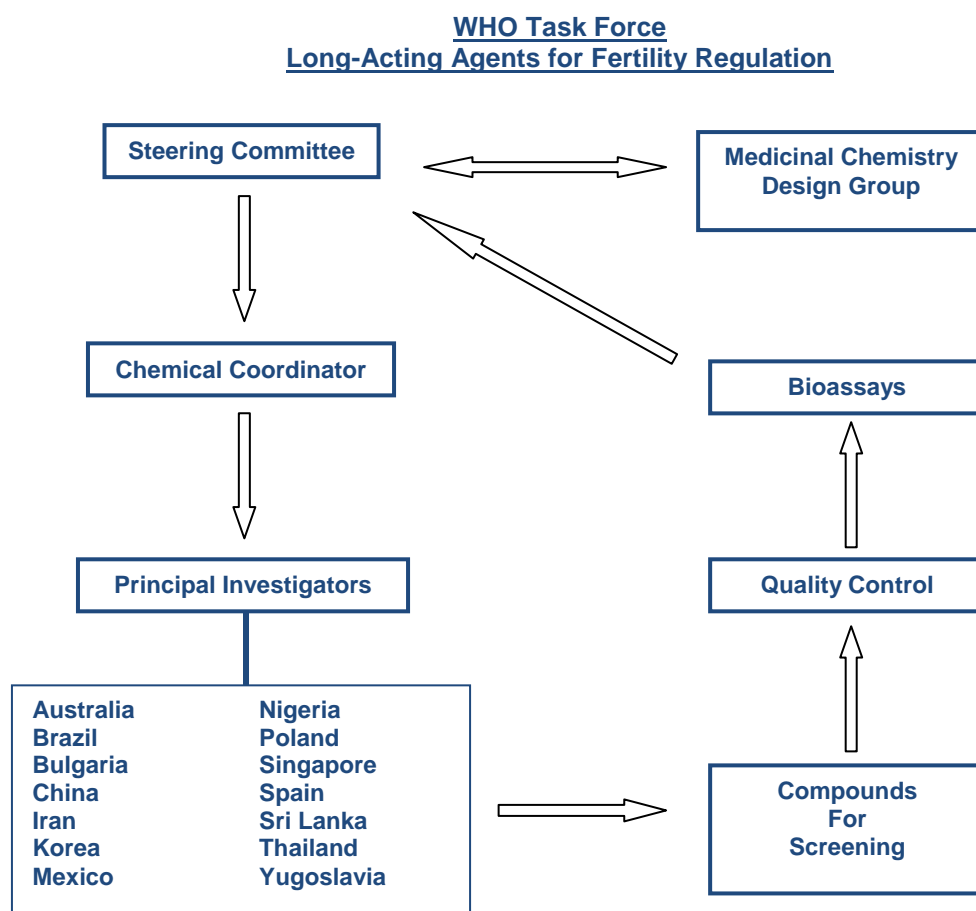 WHO Task Force
Long-Acting Agents for Fertility Regulation
Steering Committee
Medicinal Chemistry
Design Group
Chemical Coordinator
Bioassays
Principal Investigators
Quality Control
Australia
Brazil
Bulgaria
China
Iran
Korea
Mexico
Nigeria
Poland
Singapore
Spain
Sri Lanka
Thailand
Yugoslavia
Compounds
For
Screening